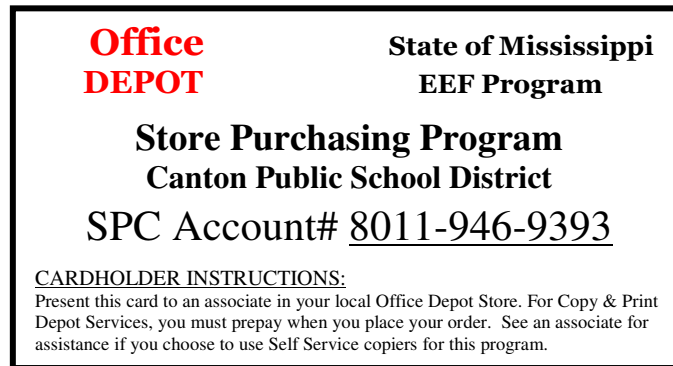 Office State of Mississippi
DEPOT EEF Program
Store Purchasing Program
Canton Public School District
SPC Account# 8011-946-9393
CARDHOLDER INSTRUCTIONS:
Present this card to an associate in your local Office Depot Store. For Copy & Print
Depot Services, you must prepay when you place your order. See an associate for
assistance if you choose to use Self Service copiers for this program.